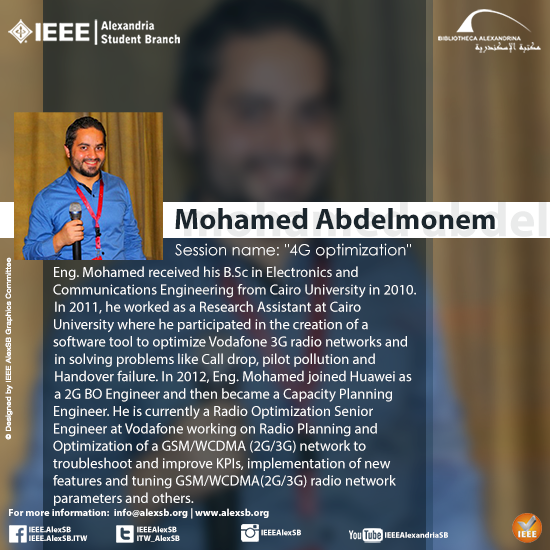 IEEE Alexandria
Student Branch
BIBLIOTHECA ALEXANDRINA
مكتبة الإسكندرية
Mohamed Abdelmonem
Session name: "4G optimization"
Eng. Mohamed received his B.Sc in Electronics and
Communications Engineering from Cairo University in 2010.
In 2011, he worked as a Research Assistant at Cairo
University where he participated in the creation of a
software tool to optimize Vodafone 3G radio networks and
in solving problems like Call drop, pilot pollution and
Handover failure. In 2012, Eng. Mohamed joined Huawei as
a 2G BO Engineer and then became a Capacity Planning
Engineer. He is currently a Radio Optimization Senior
Engineer at Vodafone working on Radio Planning and
Optimization of a GSM/WCDMA (2G/3G) network to
troubleshoot and improve KPIs, implementation of new
features and tuning GSM/WCDMA(2G/3G) radio network
parameters and others.
© Designed by IEEE AlexSB Graphics Committee
For more information: info@alexsb.org | www.alexsb.org
IEEE.AlexSB
IEEE.AlexSB.ITW
IEEEAlexSB
ITW_AlexSB
IEEEAlexSB
YouTube IEEEAlexandriaSB
IEEE